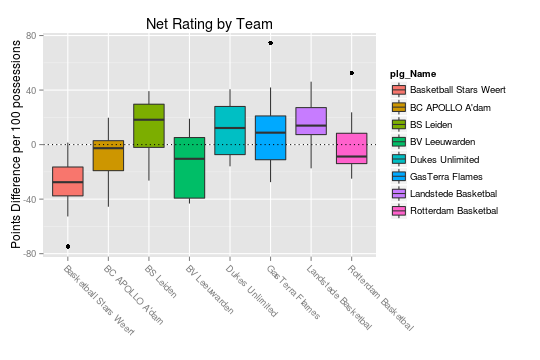 Net Rating by Team
Points Difference per 100 possessions
80
40
0
-40
-80
Basketball Stars Weert
BC APOLLO A'dam
BS Leiden
BV Leeuwarden
Dukes Unlimited
GasTerra Flames
Landstede Basketbal
Rotterdam Basketbal
plg_Name
Basketball Stars Weert
BC APOLLO A'dam
BS Leiden
BV Leeuwarden
Dukes Unlimited
GasTerra Flames
Landstede Basketbal
Rotterdam Basketbal